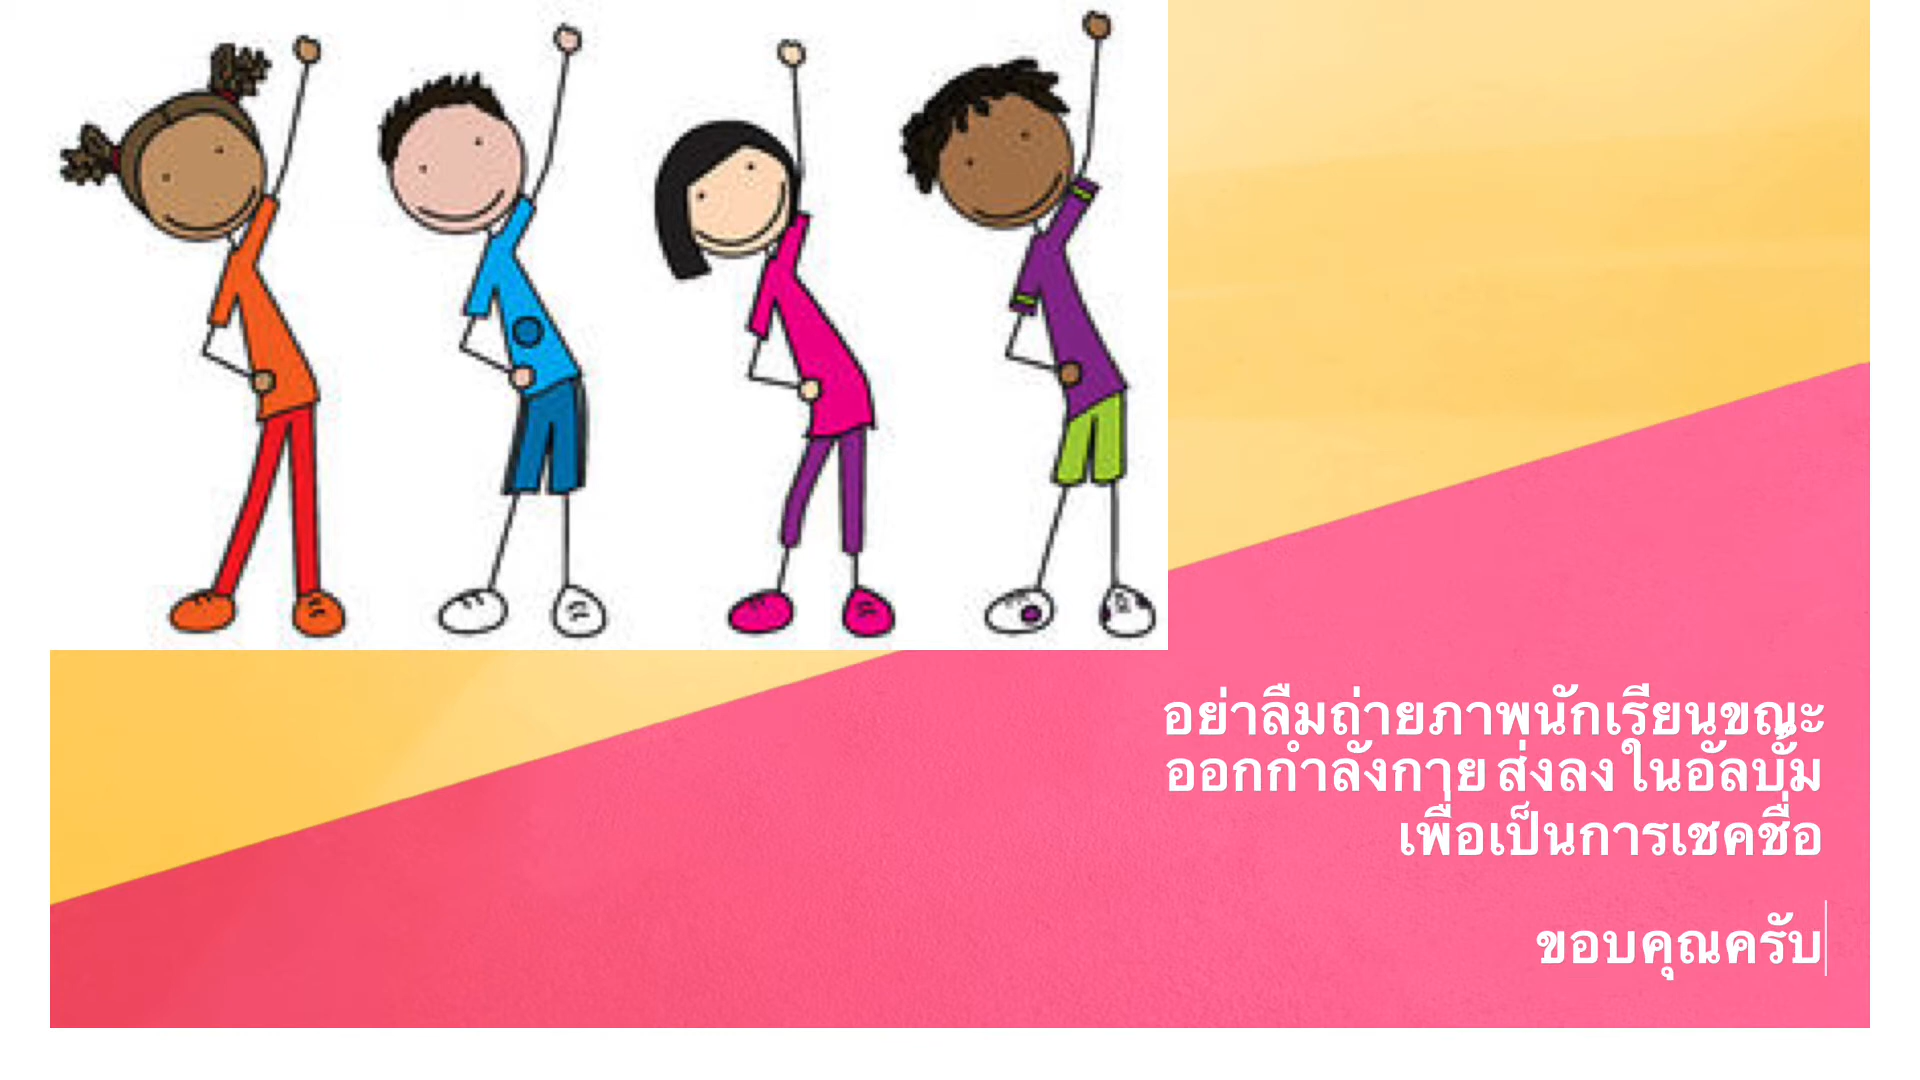 อย่าลืมถ่ายภาพนักเรียนขณะ
ออกกำลังกาย ส่งลงในอัลบั้ม
เพื่อเป็นการเชคชื่อ
ขอบคุณครับ